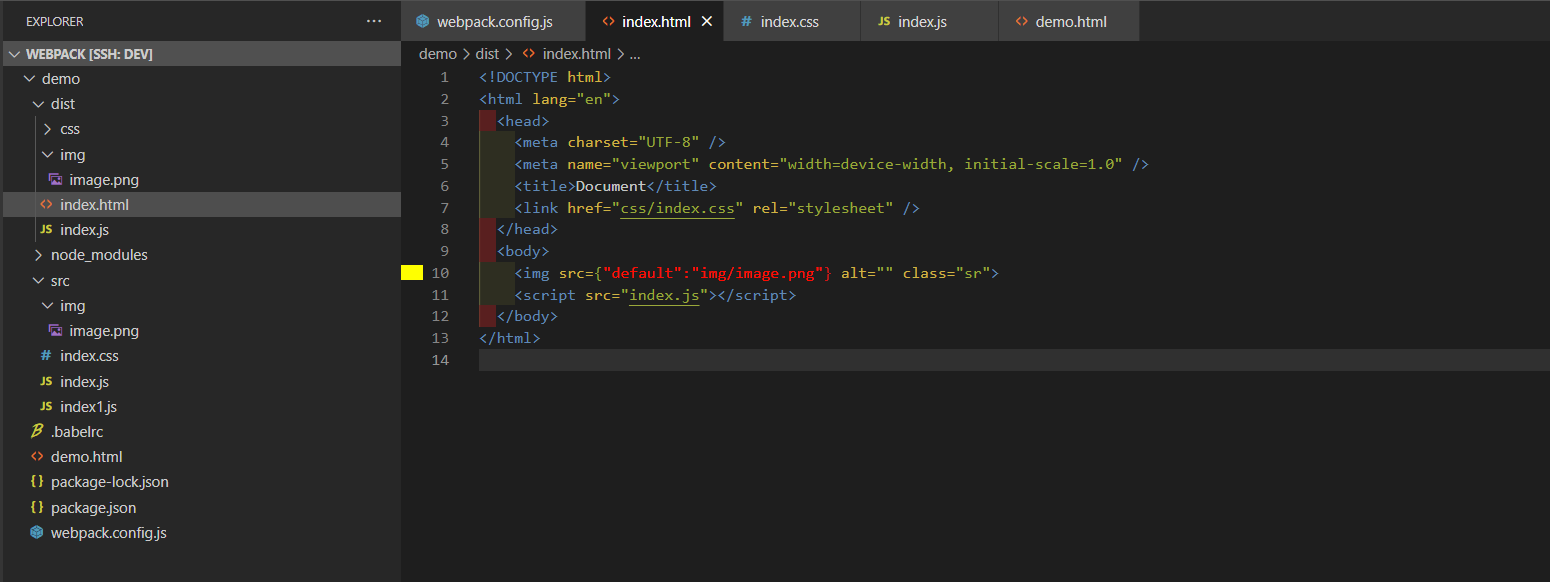 EXPLORER ...
webpack.config.js index.html index.css index.js demo.html
WEBPACK [SSH: DEV]
demo
dist
css
img
image.png
index.html
index.js
node_modules
src
img
image.png
index.css
index.js
index1.js
.babelrc
demo.html
package-lock.json
package.json
webpack.config.js
demo > dist > index.html > ...
1 <!DOCTYPE html>
2 <html lang="en">
3 <head>
4 <meta charset="UTF-8" />
5 <meta name="viewport" content="width=device-width, initial-scale=1.0" />
6 <title>Document</title>
7 <link href="css/index.css" rel="stylesheet" />
8 </head>
9 <body>
10 <img src={"default":"img/image.png"} alt="" class="sr">
11 <script src="index.js"></script>
12 </body>
13 </html>
14